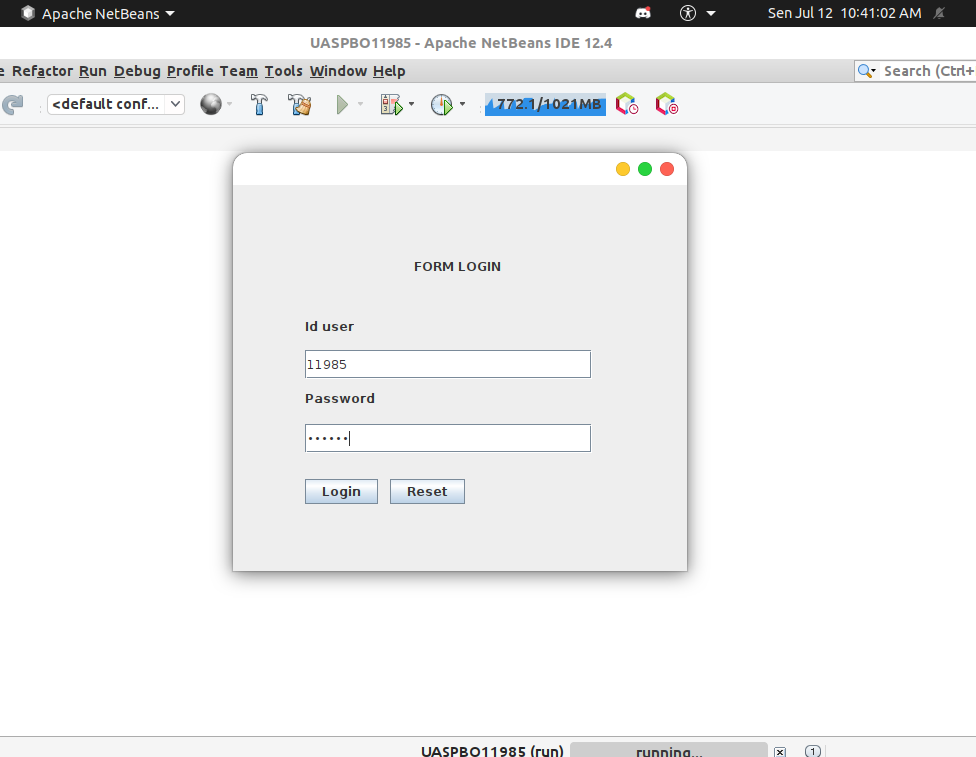 Apache NetBeans Sen Jul 12 10:41:02 AM
UASPBO11985 - Apache NetBeans IDE 12.4
e Refactor Run Debug Profile Team Tools Window Help Search (Ctrl+
<default conf... 772.1/1021MB
FORM LOGIN
Id user
11985
Password
••••••
Login Reset
UASPBO11985 (run) running... 1